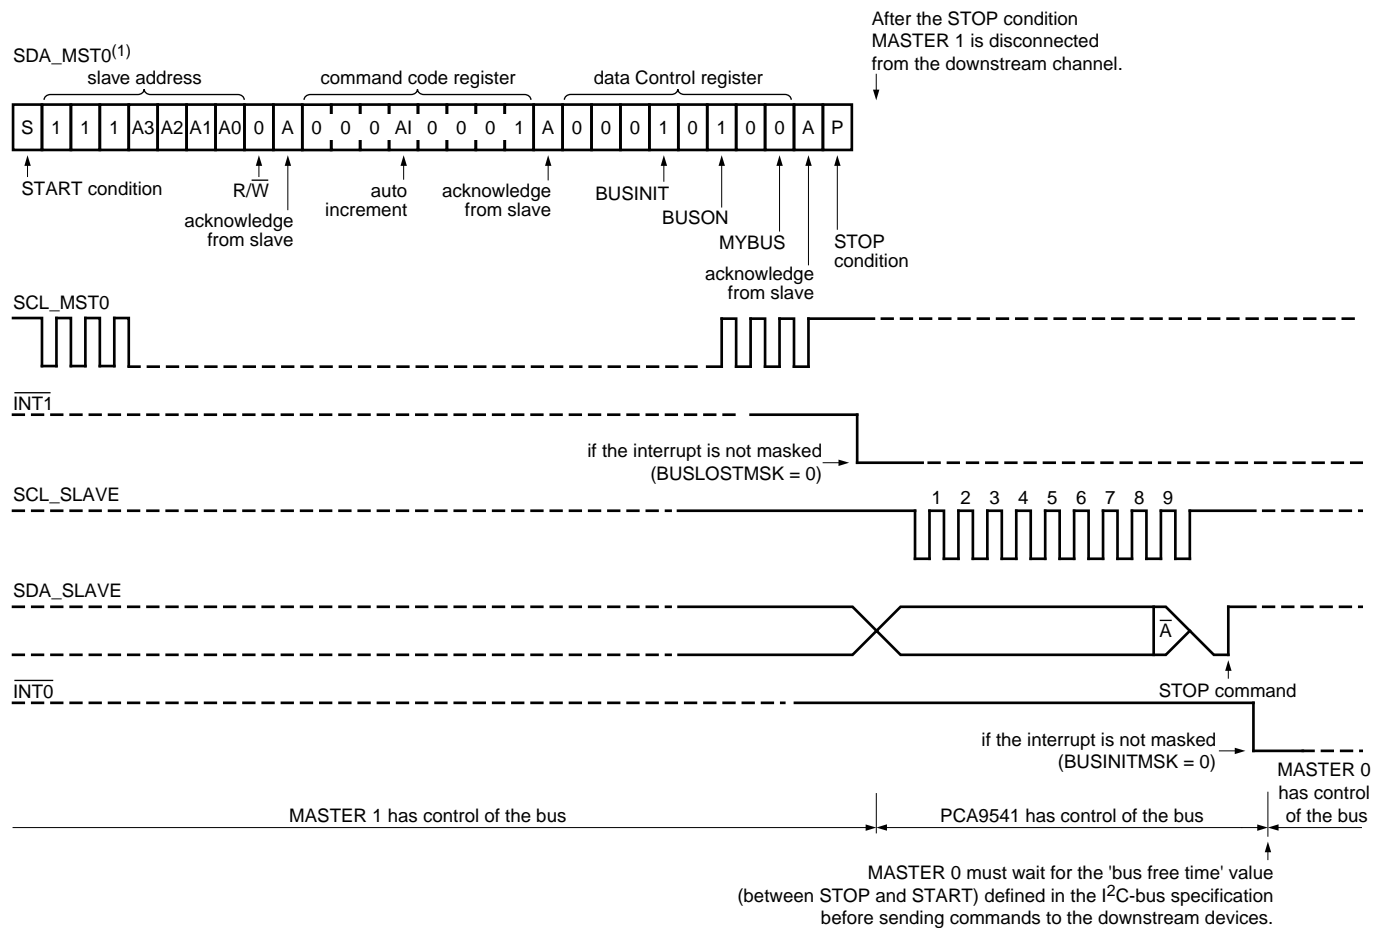 After the STOP condition
MASTER 1 is disconnected
from the downstream channel.
SDA_MST0(1)
slave address command code register data Control register
S 1 1 1 A3 A2 A1 A0 0 A 0 0 0 AI 0 0 0 1 A 0 0 0 1 0 1 0 0 A P
START condition
R/W
acknowledge
from slave
auto
increment
acknowledge
from slave
BUSINIT
BUSON
MYBUS
acknowledge
from slave
STOP
condition
SCL_MST0
INT1
if the interrupt is not masked
(BUSLOSTMSK = 0)
SCL_SLAVE
1 2 3 4 5 6 7 8 9
SDA_SLAVE
A
STOP command
INT0
if the interrupt is not masked
(BUSINITMSK = 0)
MASTER 1 has control of the bus
PCA9541 has control of the bus
MASTER 0
has control
of the bus
MASTER 0 must wait for the 'bus free time' value
(between STOP and START) defined in the I2C-bus specification
before sending commands to the downstream devices.